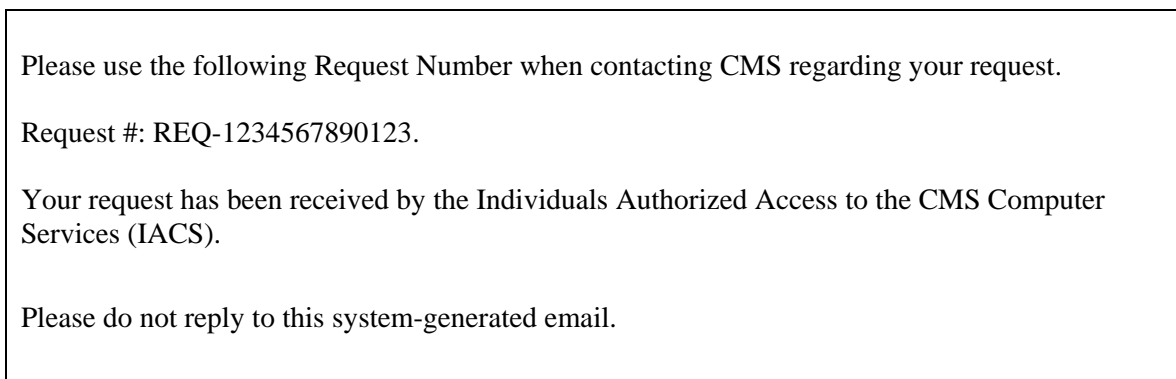 Please use the following Request Number when contacting CMS regarding your request.
Request #: REQ-1234567890123.
Your request has been received by the Individuals Authorized Access to the CMS Computer
Services (IACS).
Please do not reply to this system-generated email.